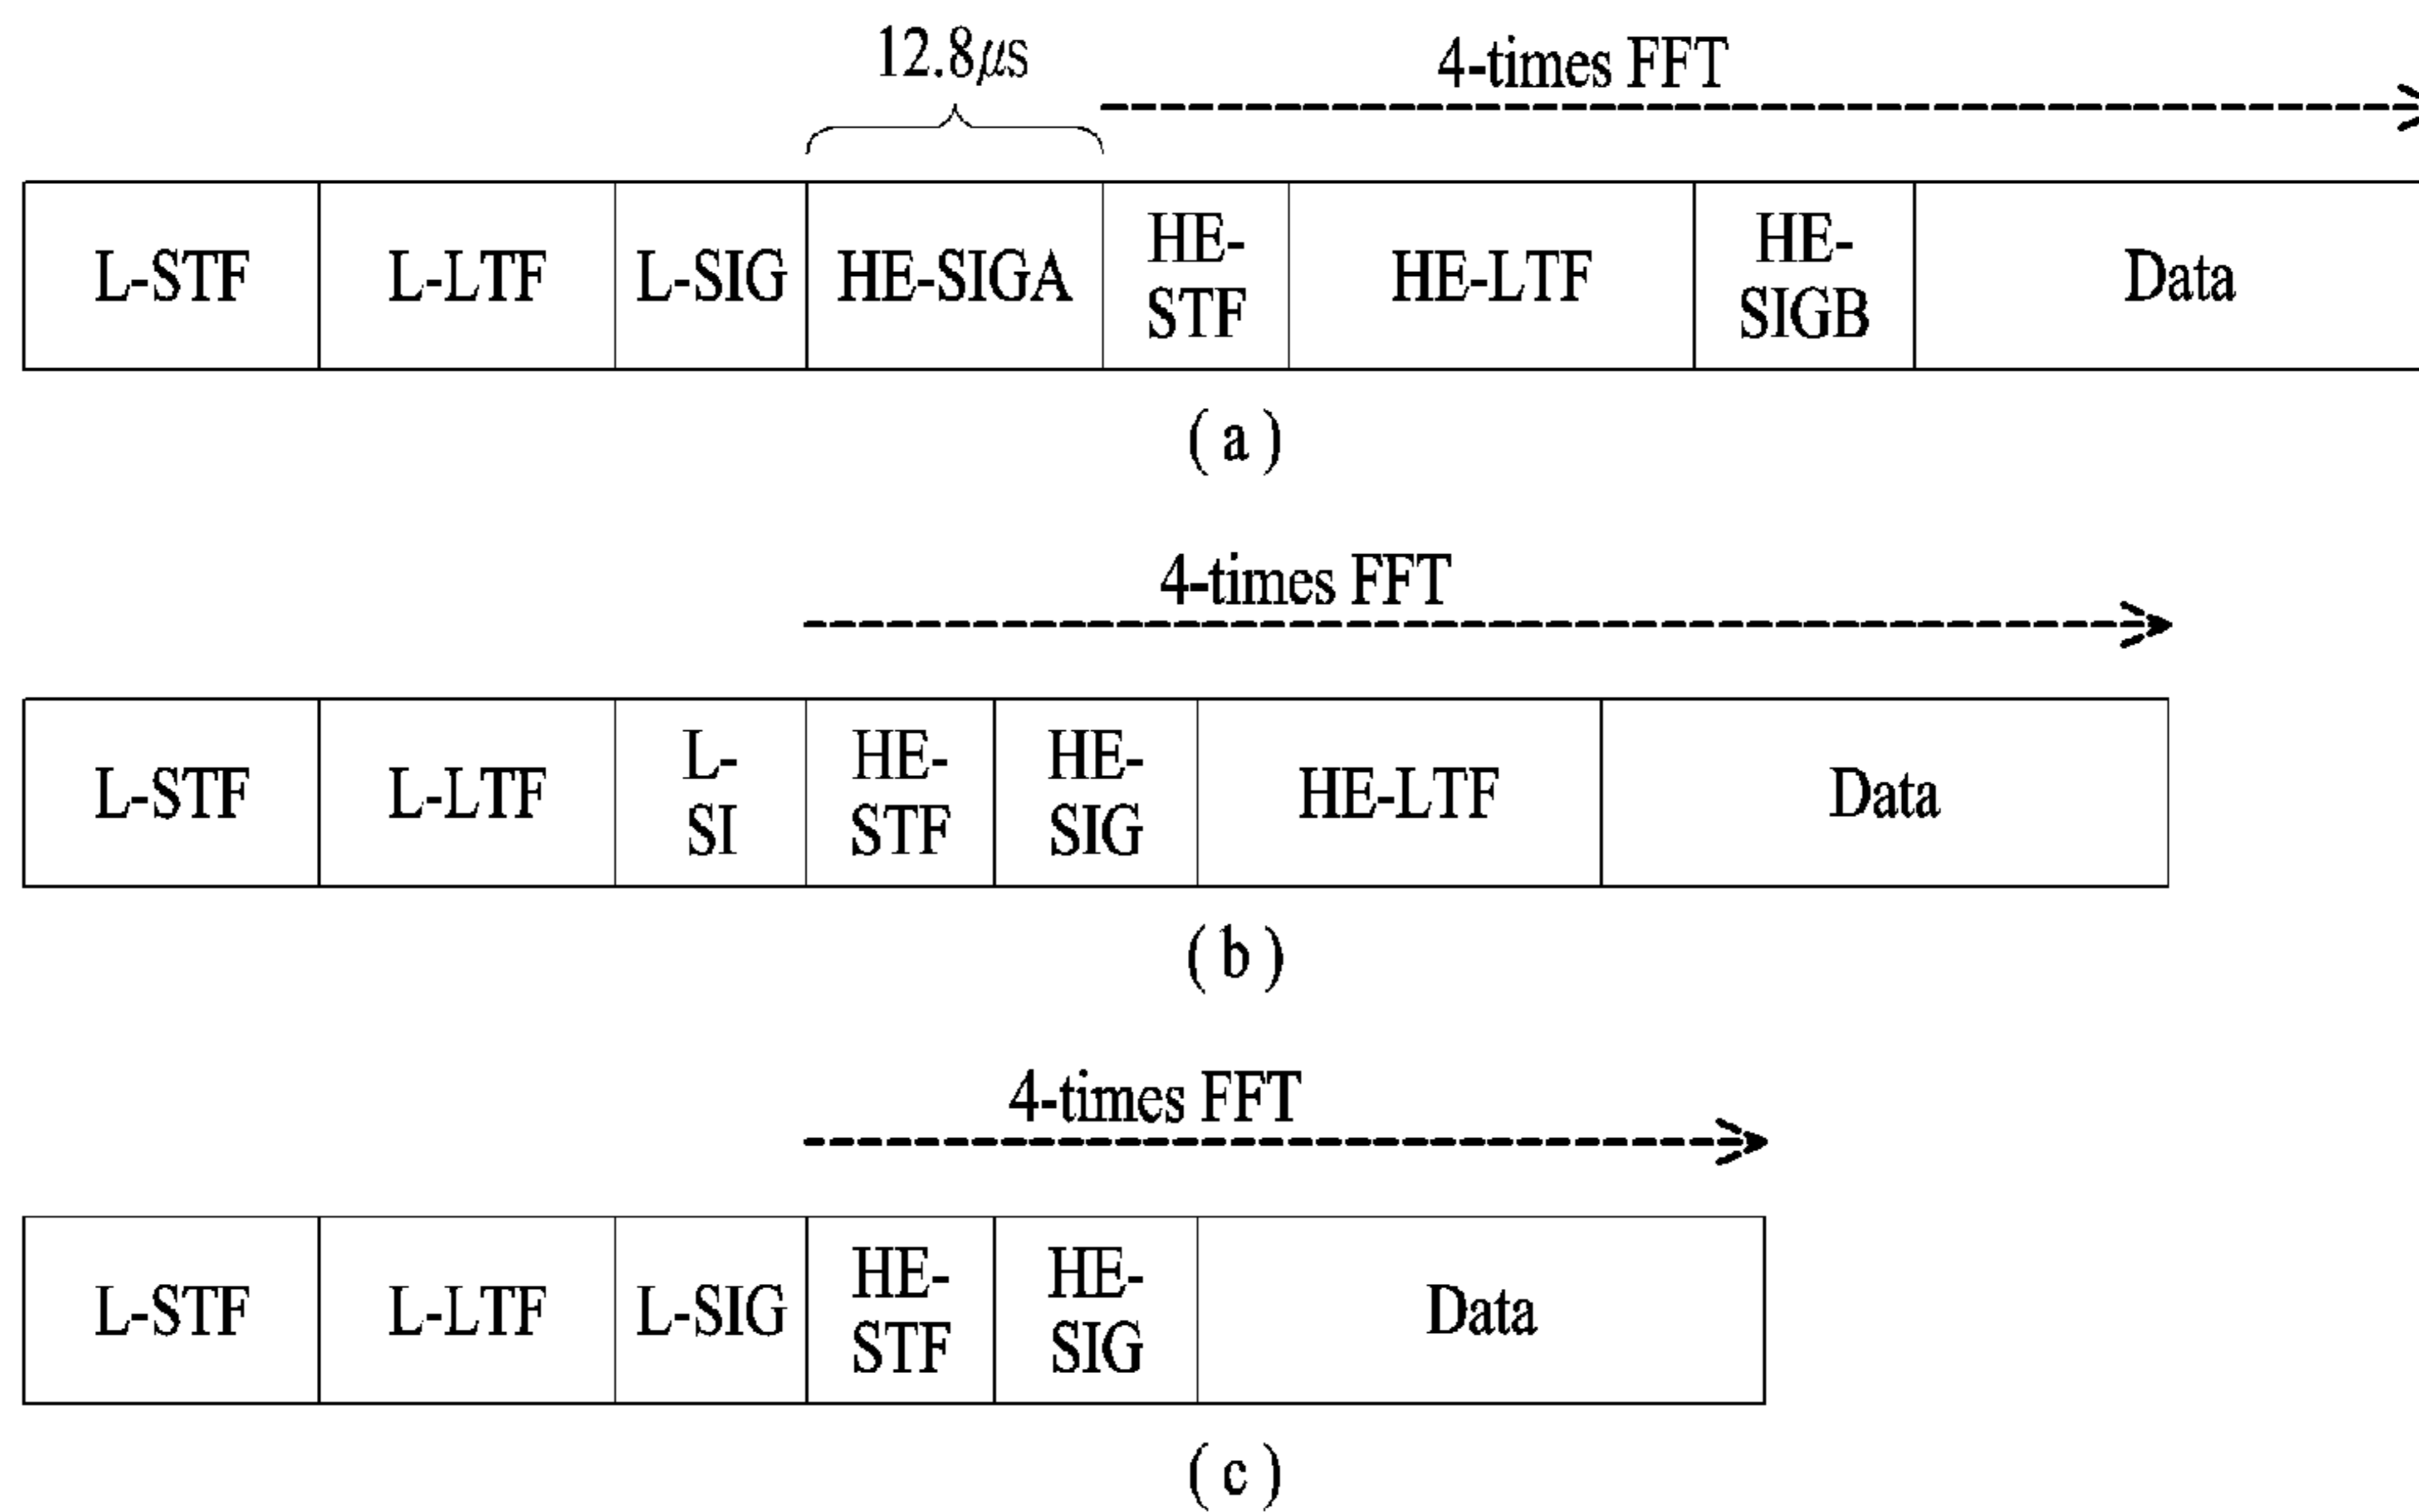 12.8μs
4-times FFT
L-STF L-LTF L-SIG HE-SIGA HE-STF HE-LTF HE-SIGB Data
(a)
4-times FFT
L-STF L-LTF L-SI HE-STF HE-SIG HE-LTF Data
(b)
4-times FFT
L-STF L-LTF L-SIG HE-STF HE-SIG Data
(c)